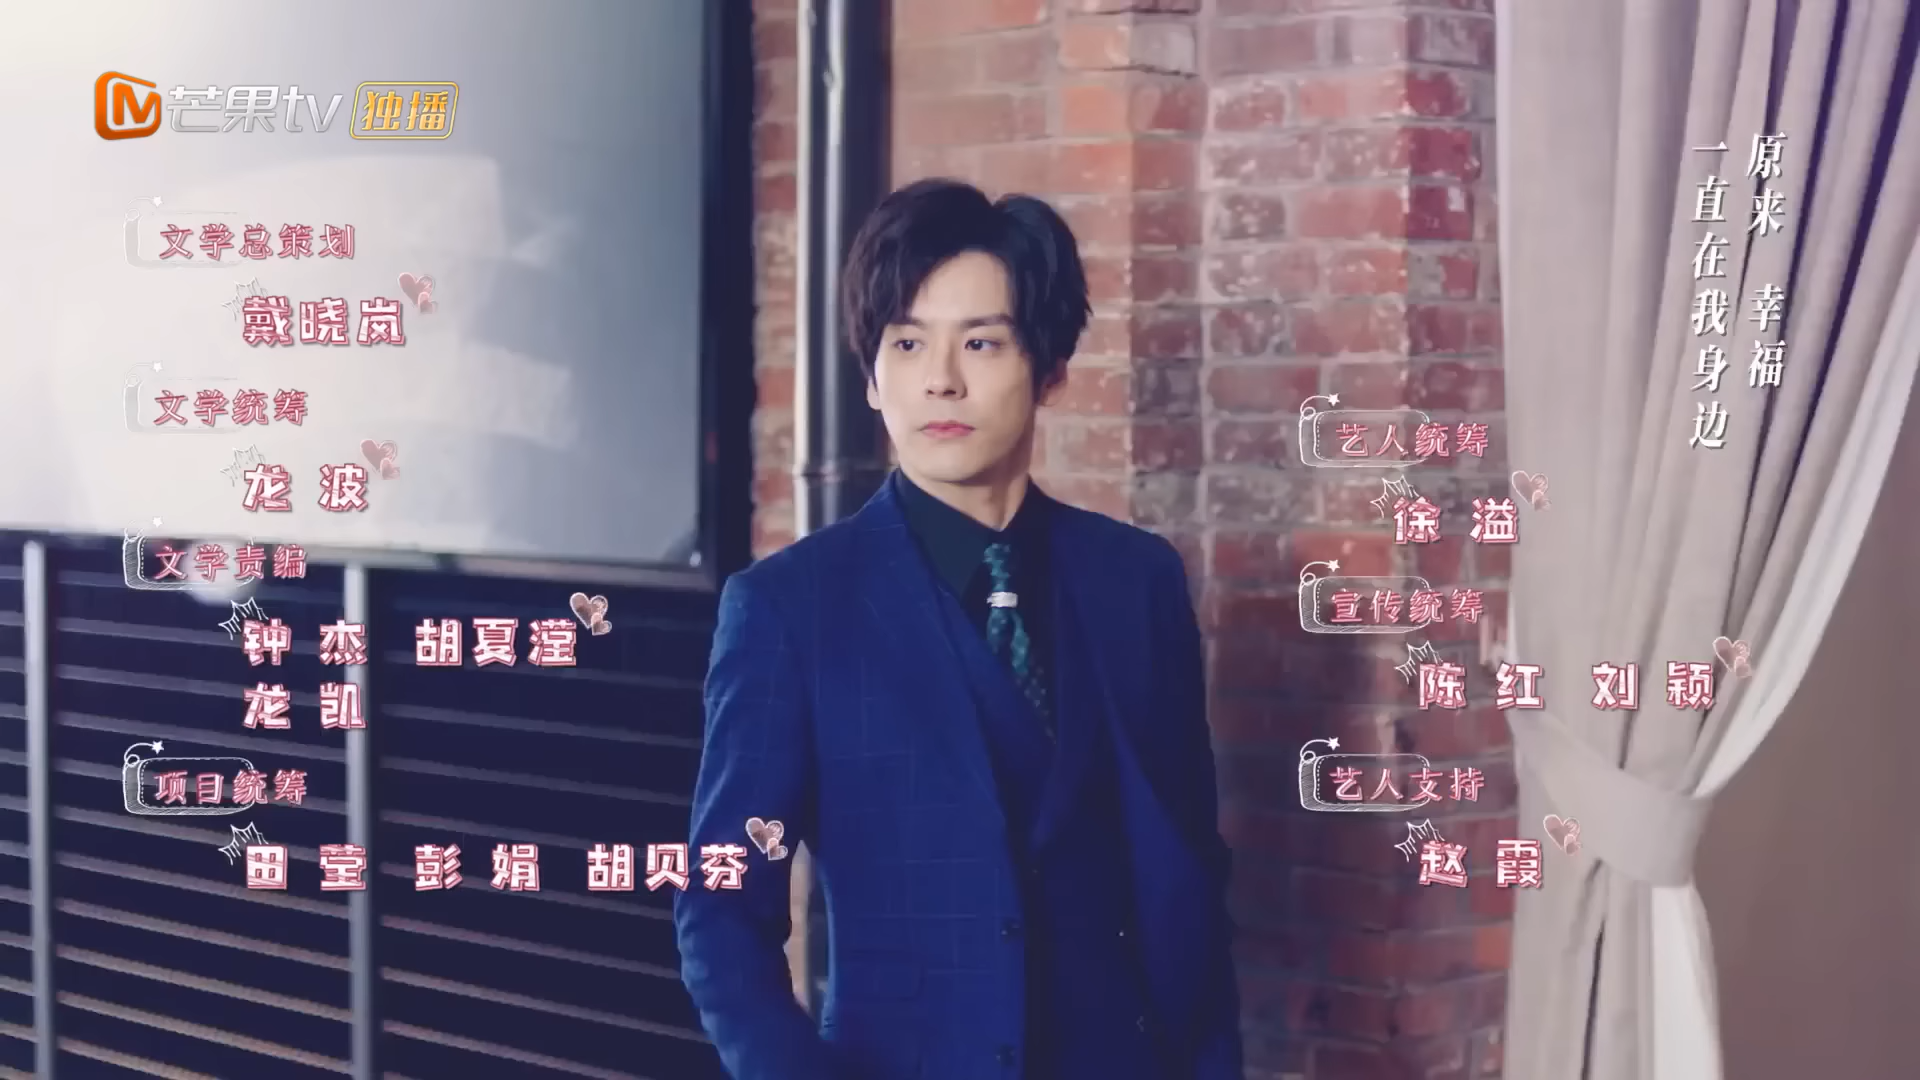 芒果tv 独播
文学总策划
戴晓岚
文学统筹
龙 波
文学责编
钟 杰 胡夏滢
龙 凯
项目统筹
田 莹 彭 娟 胡贝芬
原来 幸福
一直在我身边
艺人统筹
徐 溢
宣传统筹
陈 红 刘 颖
艺人支持
赵 霞